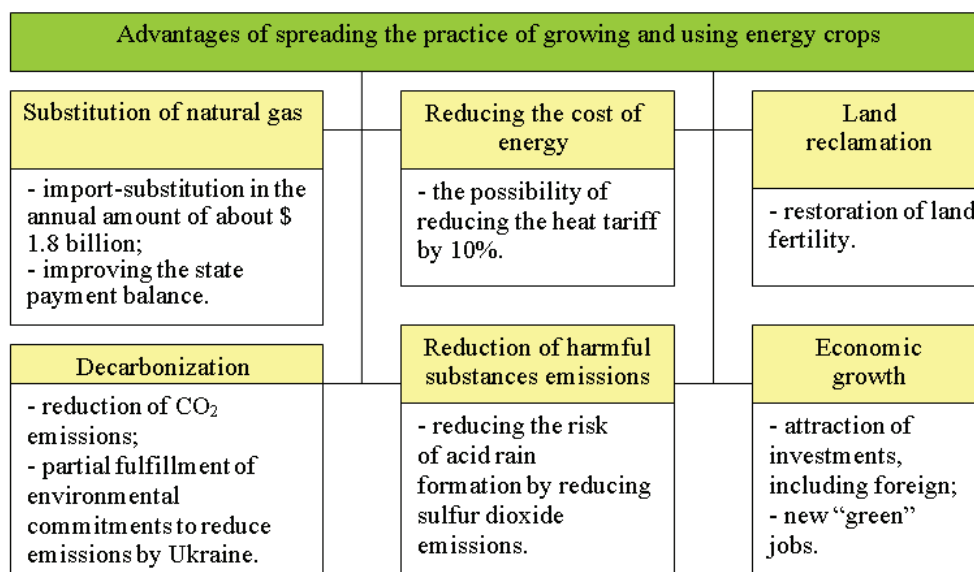 Advantages of spreading the practice of growing and using energy crops
Substitution of natural gas
- import-substitution in the
annual amount of about $
1.8 billion;
- improving the state
payment balance.
Reducing the cost of
energy
- the possibility of
reducing the heat tariff
by 10%.
Land
reclamation
- restoration of land
fertility.
Decarbonization
- reduction of CO₂
emissions;
- partial fulfillment of
environmental
commitments to reduce
emissions by Ukraine.
Reduction of harmful
substances emissions
- reducing the risk
of acid rain
formation by reducing
sulfur dioxide
emissions.
Economic
growth
- attraction of
investments,
including foreign;
- new “green”
jobs.